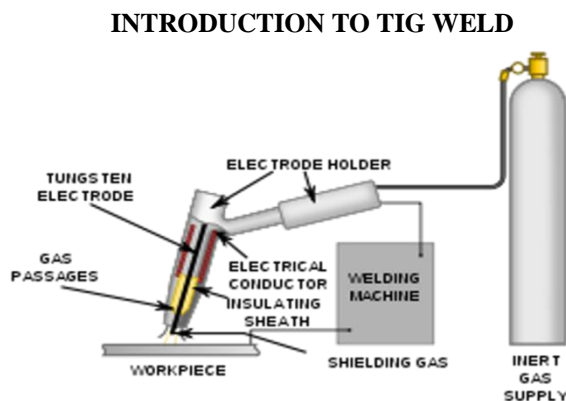 INTRODUCTION TO TIG WELD
ELECTRODE HOLDER
TUNGSTEN
ELECTRODE
GAS
PASSAGES
ELECTRICAL
CONDUCTOR
INSULATING
SHEATH
WELDING
MACHINE
WORKPIECE
SHIELDING GAS
INERT
GAS
SUPPLY